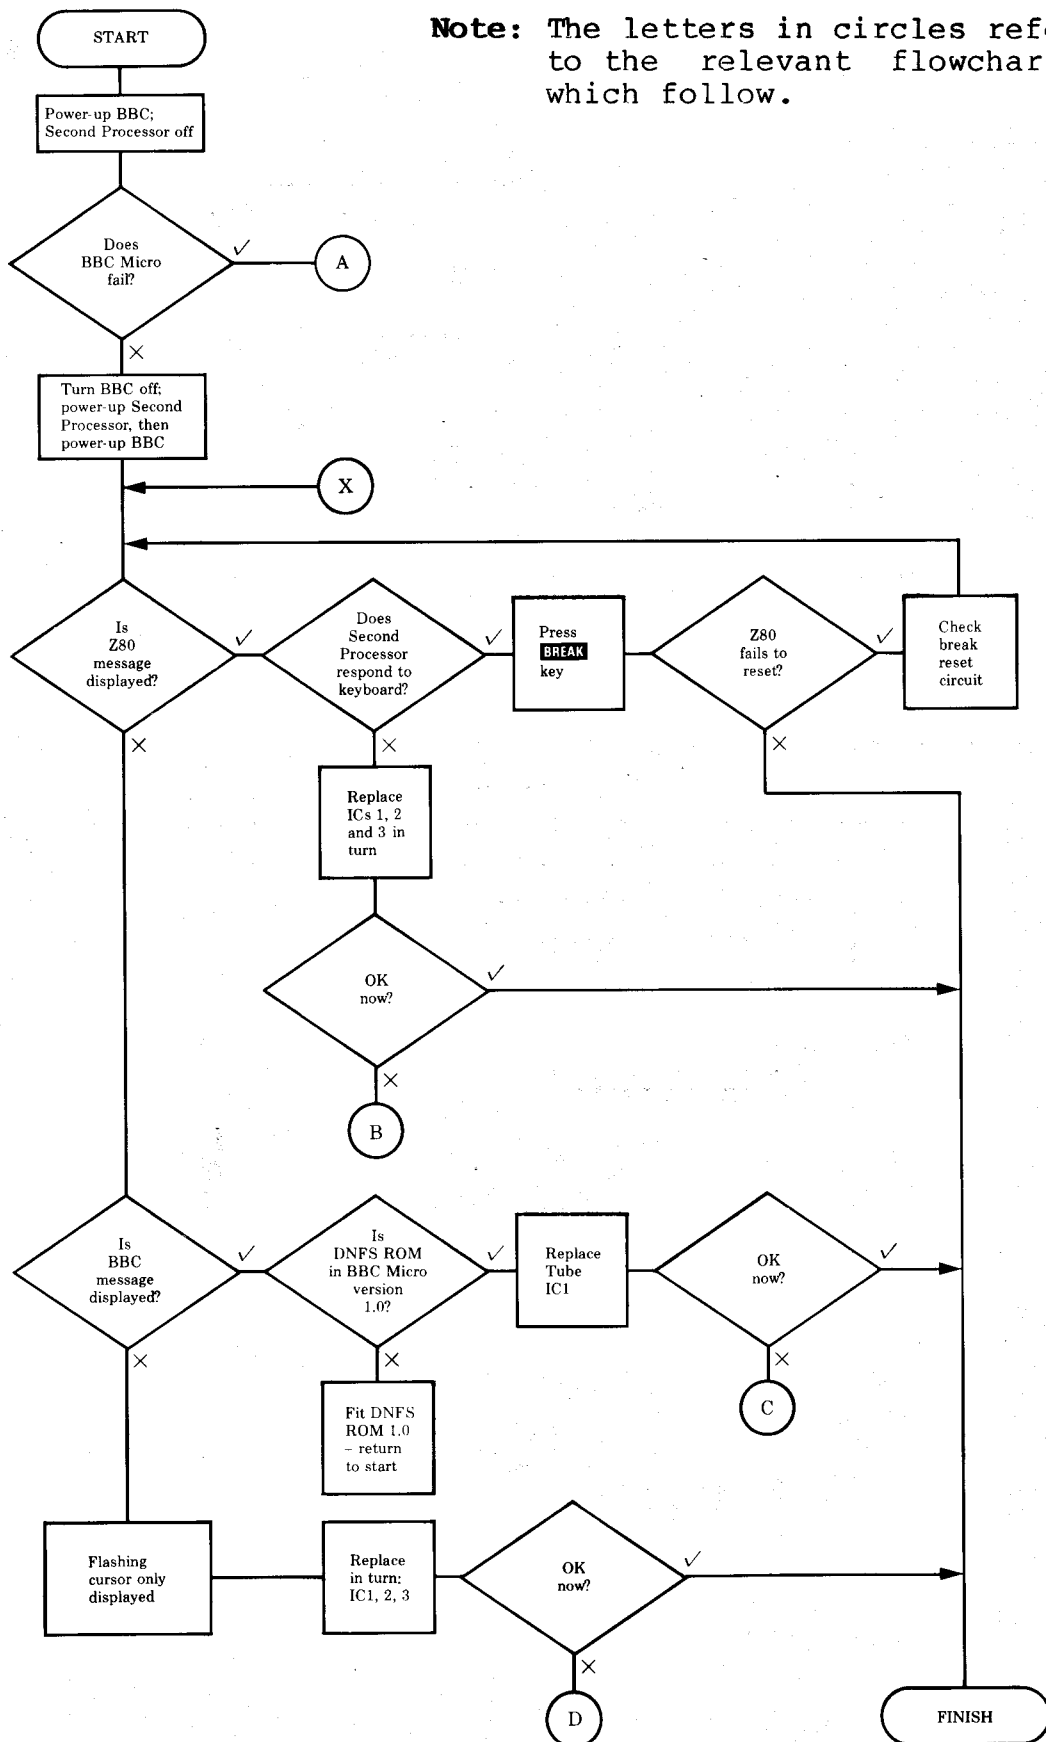 START
Note: The letters in circles
to the relevant
which follow.
Power-up BBC;
Second Processor off
Does
BBC Micro
fail?
✓
A
×
Turn BBC off;
power-up Second
Processor, then
power-up BBC
X
Is
Z80
message
displayed?
✓
Does
Second
Processor
respond to
keyboard?
✓
Press
BREAK
key
Z80
fails to
reset?
✓
Check
break
reset
circuit
×
×
×
Replace
ICs 1, 2
and 3 in
turn
OK
now?
✓
×
B
Is
BBC
message
displayed?
✓
Is
DNFS ROM
in BBC Micro
version
1.0?
✓
Replace
Tube
IC1
OK
now?
✓
×
×
×
Fit DNFS
ROM 1.0
– return
to start
C
Flashing
cursor only
displayed
Replace
in turn:
IC1, 2, 3
OK
now?
✓
×
D
FINISH